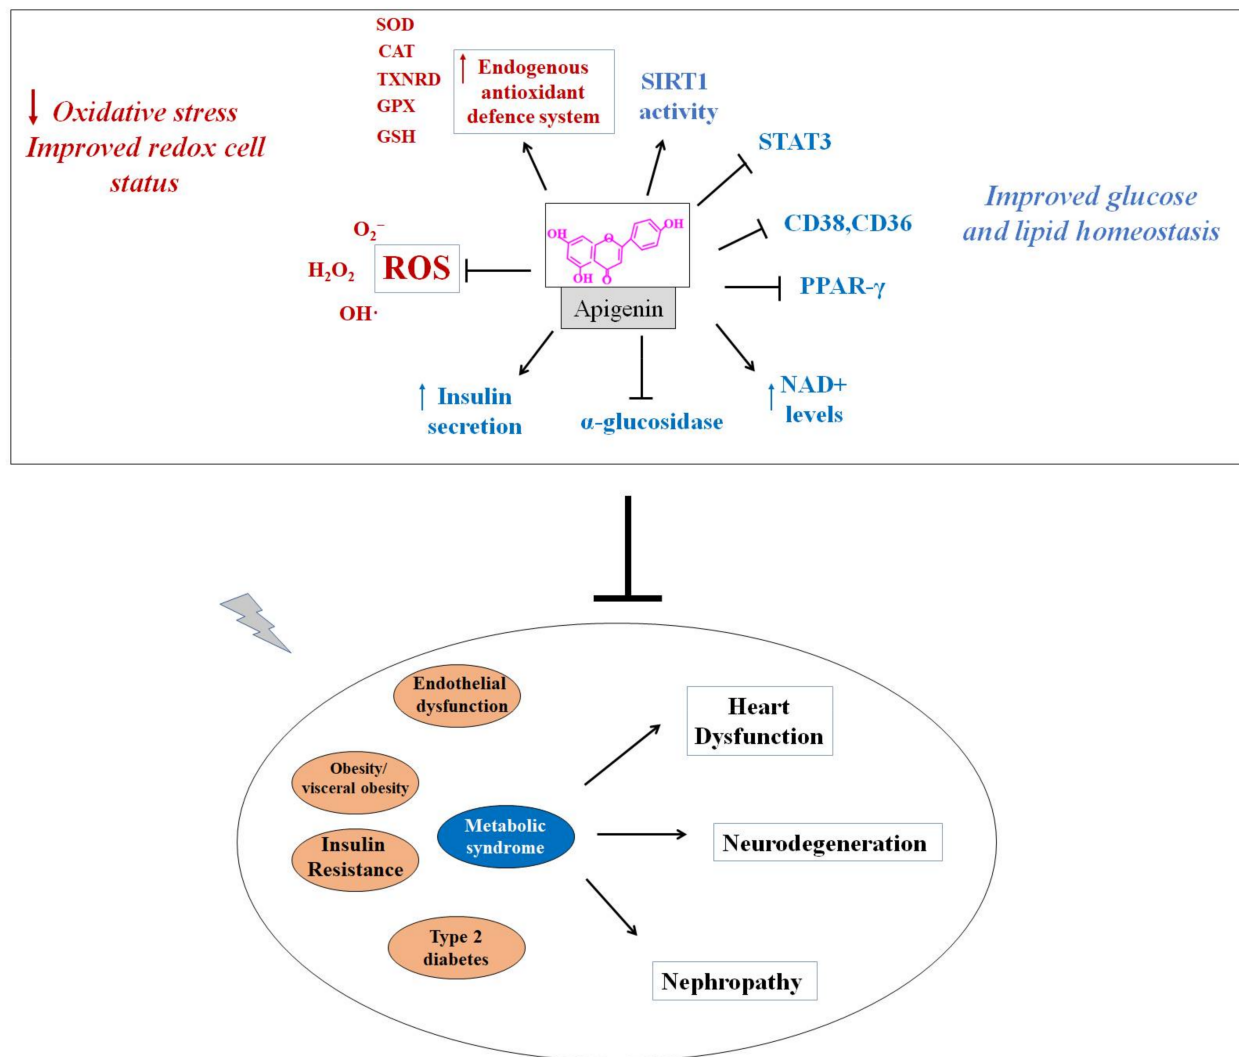 SOD
CAT
TXNRD
GPX
GSH
↑ Endogenous
antioxidant
defence system
SIRT1
activity
STAT3
↓ Oxidative stress
Improved redox cell
status
Improved glucose
and lipid homeostasis
O₂⁻
H₂O₂
OH·
ROS
OH
O
OH
OH
O
Apigenin
CD38,CD36
PPAR-γ
↑ Insulin
secretion
α-glucosidase
↑ NAD+
levels
Endothelial
dysfunction
Obesity/
visceral obesity
Insulin
Resistance
Type 2
diabetes
Metabolic
syndrome
Heart
Dysfunction
Neurodegeneration
Nephropathy